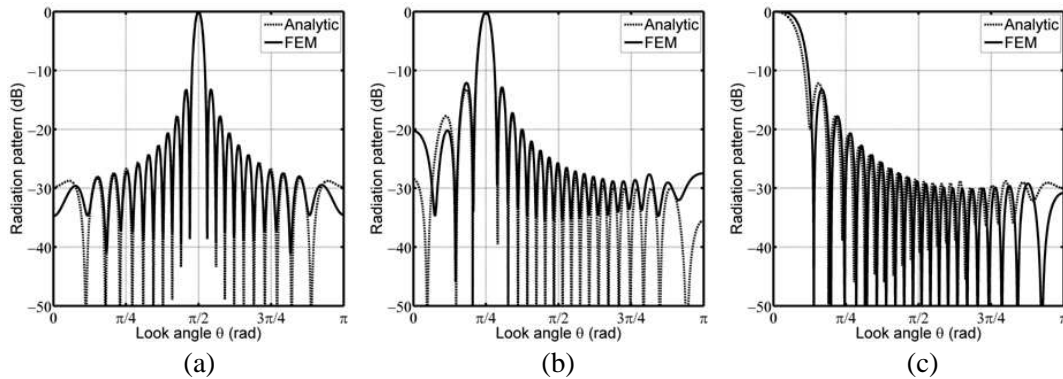 Radiation pattern (dB)
0
−10
−20
−30
−40
−50
0
π/4
π/2
3π/4
π
Look angle θ (rad)
Analytic
FEM
(a)
Radiation pattern (dB)
0
−10
−20
−30
−40
−50
0
π/4
π/2
3π/4
π
Look angle θ (rad)
Analytic
FEM
(b)
Radiation pattern (dB)
0
−10
−20
−30
−40
−50
0
π/4
π/2
3π/4
π
Look angle θ (rad)
Analytic
FEM
(c)